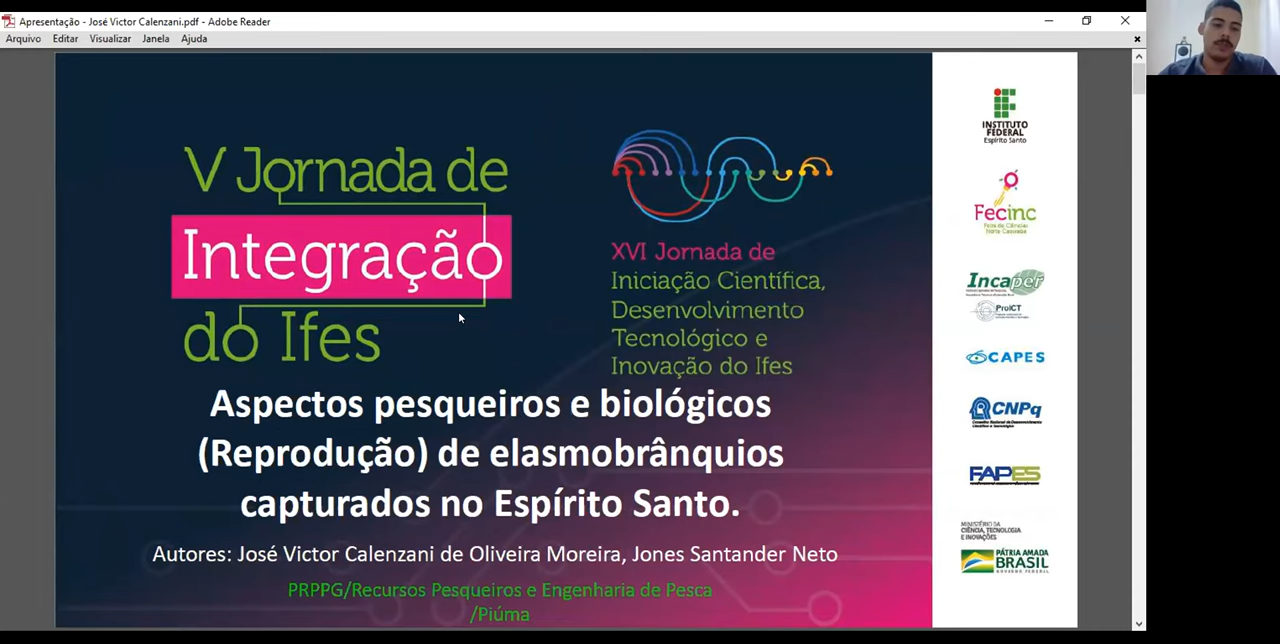 Apresentação - José Victor Calenzani.pdf - Adobe Reader
Arquivo Editar Visualizar Janela Ajuda
V Jornada de
Integração
do Ifes
XVI Jornada de
Iniciação Científica,
Desenvolvimento
Tecnológico e
Inovação do Ifes
Aspectos pesqueiros e biológicos
(Reprodução) de elasmobrânquios
capturados no Espírito Santo.
Autores: José Victor Calenzani de Oliveira Moreira, Jones Santander Neto
PRPPG/Recursos Pesqueiros e Engenharia de Pesca
/Piúma
INSTITUTO
FEDERAL
Espírito Santo
Fecinc
Incaper
ProICT
CAPES
CNPq
FAPES
MINISTÉRIO DA
CIÊNCIA, TECNOLOGIA
E INOVAÇÕES
PÁTRIA AMADA
BRASIL
GOVERNO FEDERAL